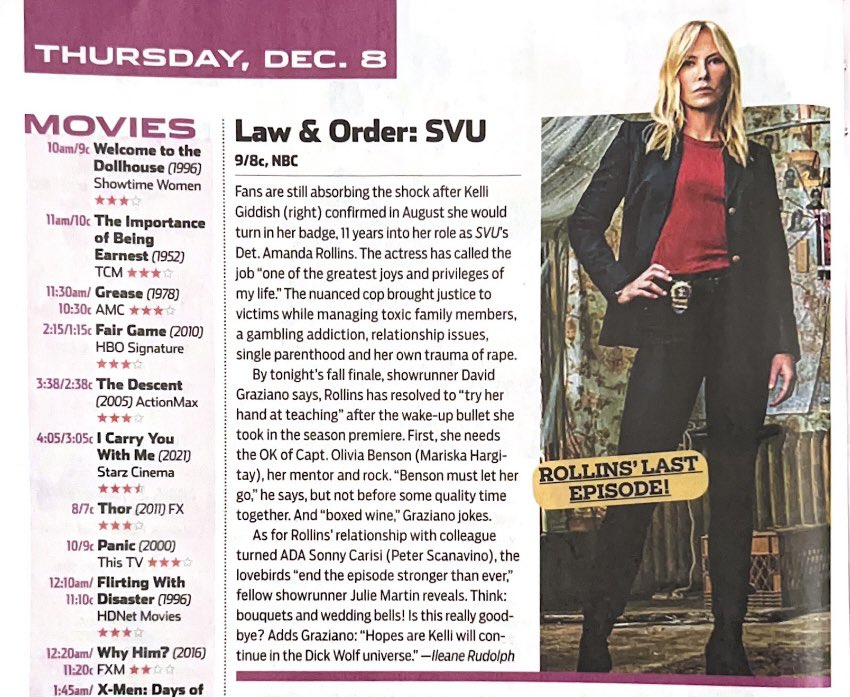 THURSDAY, DEC. 8
MOVIES
10am/9c Welcome to the
Dollhouse (1996)
Showtime Women
★★★☆
11am/10c The Importance
of Being
Earnest (1952)
TCM ★★★☆
11:30am/ Grease (1978)
10:30c AMC ★★★☆
2:15/1:15c Fair Game (2010)
HBO Signature
★★★☆
3:38/2:38c The Descent
(2005) ActionMax
★★★☆
4:05/3:05c I Carry You
With Me (2021)
Starz Cinema
★★★⯪
8/7c Thor (2011) FX
★★★☆
10/9c Panic (2000)
This TV ★★★☆
12:10am/ Flirting With
11:10c Disaster (1996)
HDNet Movies
★★★☆
12:20am/ Why Him? (2016)
11:20c FXM ★★☆☆
1:45am/ X-Men: Days of
Law & Order: SVU
9/8c, NBC
Fans are still absorbing the shock after Kelli
Giddish (right) confirmed in August she would
turn in her badge, 11 years into her role as SVU's
Det. Amanda Rollins. The actress has called the
job “one of the greatest joys and privileges of
my life.” The nuanced cop brought justice to
victims while managing toxic family members,
a gambling addiction, relationship issues,
single parenthood and her own trauma of rape.
By tonight's fall finale, showrunner David
Graziano says, Rollins has resolved to “try her
hand at teaching” after the wake-up bullet she
took in the season premiere. First, she needs
the OK of Capt. Olivia Benson (Mariska Hargi-
tay), her mentor and rock. “Benson must let her
go,” he says, but not before some quality time
together. And “boxed wine,” Graziano jokes.
As for Rollins' relationship with colleague
turned ADA Sonny Carisi (Peter Scanavino), the
lovebirds “end the episode stronger than ever,”
fellow showrunner Julie Martin reveals. Think:
bouquets and wedding bells! Is this really good-
bye? Adds Graziano: “Hopes are Kelli will con-
tinue in the Dick Wolf universe.” —Ileane Rudolph
ROLLINS' LAST
EPISODE!